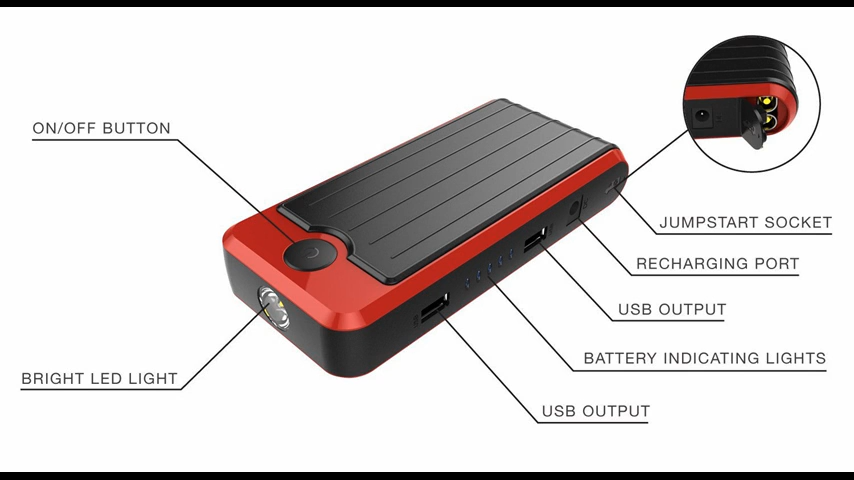 ON/OFF BUTTON
JUMPSTART SOCKET
RECHARGING PORT
USB OUTPUT
BATTERY INDICATING LIGHTS
BRIGHT LED LIGHT
USB OUTPUT